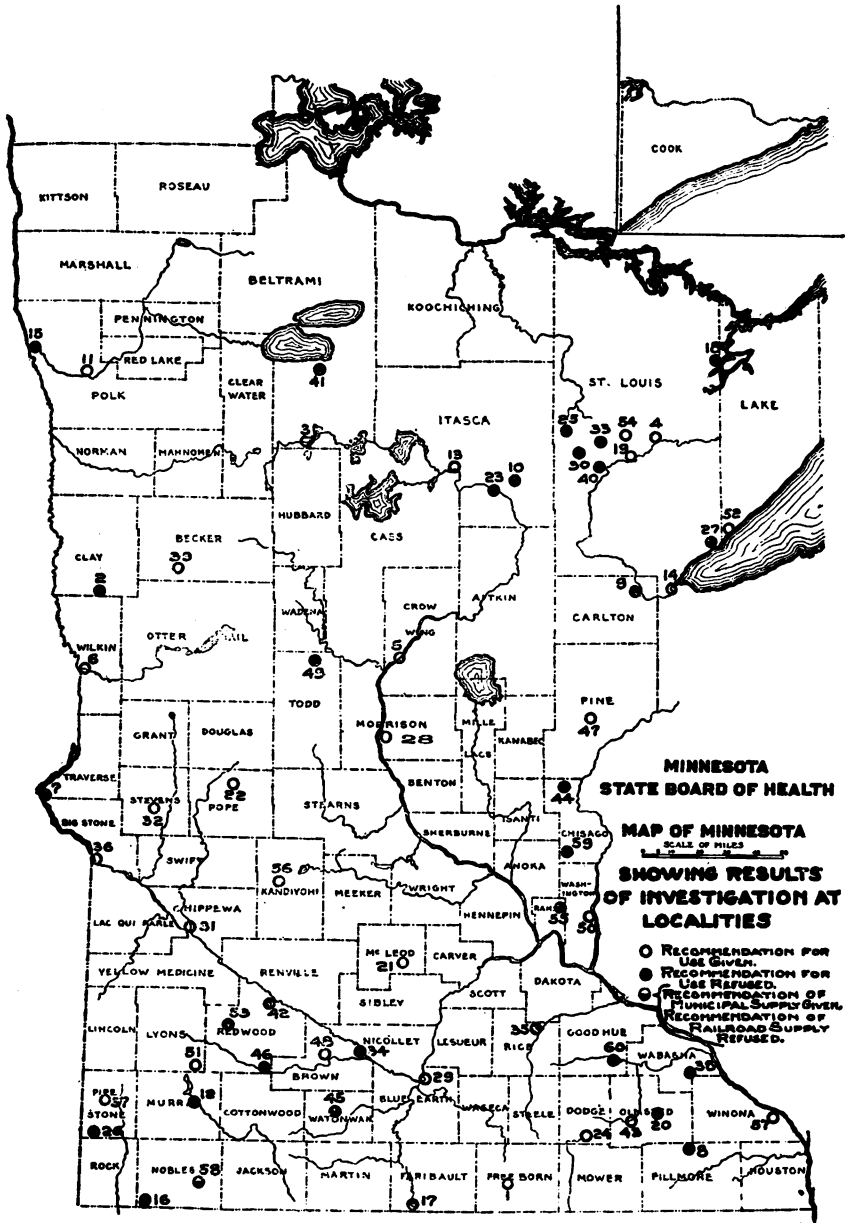 COOK
KITTSON
ROSEAU
MARSHALL
BELTRAMI
KOOCHICHING
PENNINGTON
15
11
RED LAKE
ST. LOUIS
POLK
CLEAR
WATER
41
LAKE
ITASCA
25
33
54
4
NORMAN
MAHNOMEN
13
19
30
40
23
10
HUBBARD
CASS
52
27
BECKER
CLAY
2
9
14
WADENA
CROW
WING
AITKIN
CARLTON
OTTER
TAIL
WILKIN
6
5
49
TODD
PINE
47
GRANT
DOUGLAS
MORRISON
28
MILLE
LACS
KANABEC
TRAVERSE
7
STEVENS
32
POPE
22
STEARNS
BENTON
44
BIG STONE
SHERBURNE
ISANTI
CHISAGO
59
36
SWIFT
56
KANDIYOHI
MEEKER
WRIGHT
ANOKA
WASH-
INGTON
RAMS
55
50
HENNEPIN
CHIPPEWA
LAC QUI PARLE
31
MCLEOD
21
CARVER
YELLOW MEDICINE
RENVILLE
DAKOTA
SCOTT
SIBLEY
42
53
REDWOOD
LINCOLN
LYONS
NICOLLET
34
LESUEUR
RICE
35
GOOD HUE
60
WABASHA
51
46
48
BROWN
29
BLUE EARTH
PIPE
STONE
37
MURRAY
COTTONWOOD
45
WATONWAN
WASECA
STEELE
DODGE
OLMSTED
20
43
WINONA
57
26
24
8
ROCK
NOBLES
58
JACKSON
MARTIN
FARIBAULT
FREEBORN
MOWER
FILLMORE
HOUSTON
16
17
MINNESOTA
STATE BOARD OF HEALTH
MAP OF MINNESOTA
SCALE OF MILES
SHOWING RESULTS
OF INVESTIGATION AT
LOCALITIES
RECOMMENDATION FOR
USE GIVEN.
RECOMMENDATION FOR
USE REFUSED.
RECOMMENDATION OF
MUNICIPAL SUPPLY GIVEN.
RECOMMENDATION OF
RAILROAD SUPPLY
REFUSED.